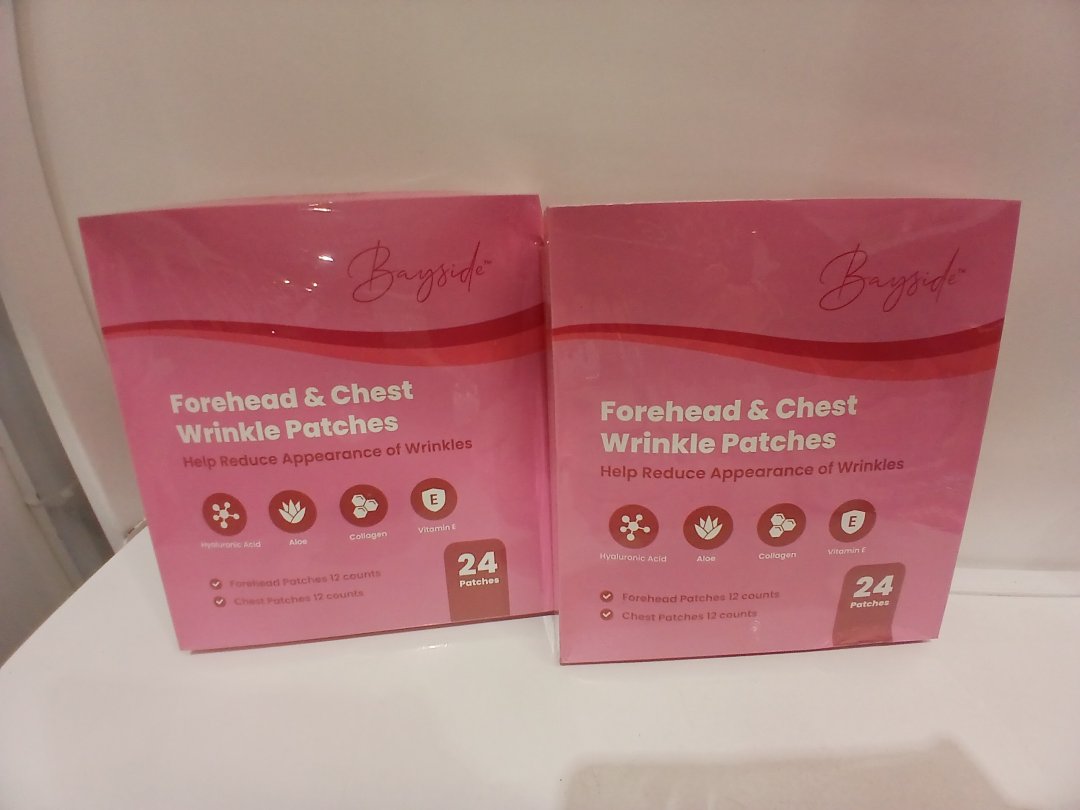 Bayside™
Forehead & Chest
Wrinkle Patches
Help Reduce Appearance of Wrinkles
Hyaluronic Acid
Aloe
Collagen
E
Vitamin E
Forehead Patches 12 counts
Chest Patches 12 counts
24
Patches
Bayside™
Forehead & Chest
Wrinkle Patches
Help Reduce Appearance of Wrinkles
Hyaluronic Acid
Aloe
Collagen
E
Vitamin E
Forehead Patches 12 counts
Chest Patches 12 counts
24
Patches